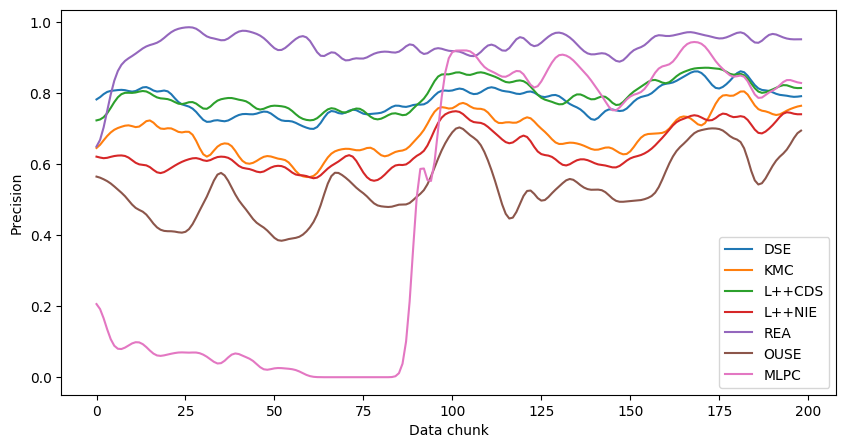 1.0
0.8
0.6
0.4
0.2
0.0
Precision
0
25
50
75
100
125
150
175
200
Data chunk
DSE
KMC
L++CDS
L++NIE
REA
OUSE
MLPC